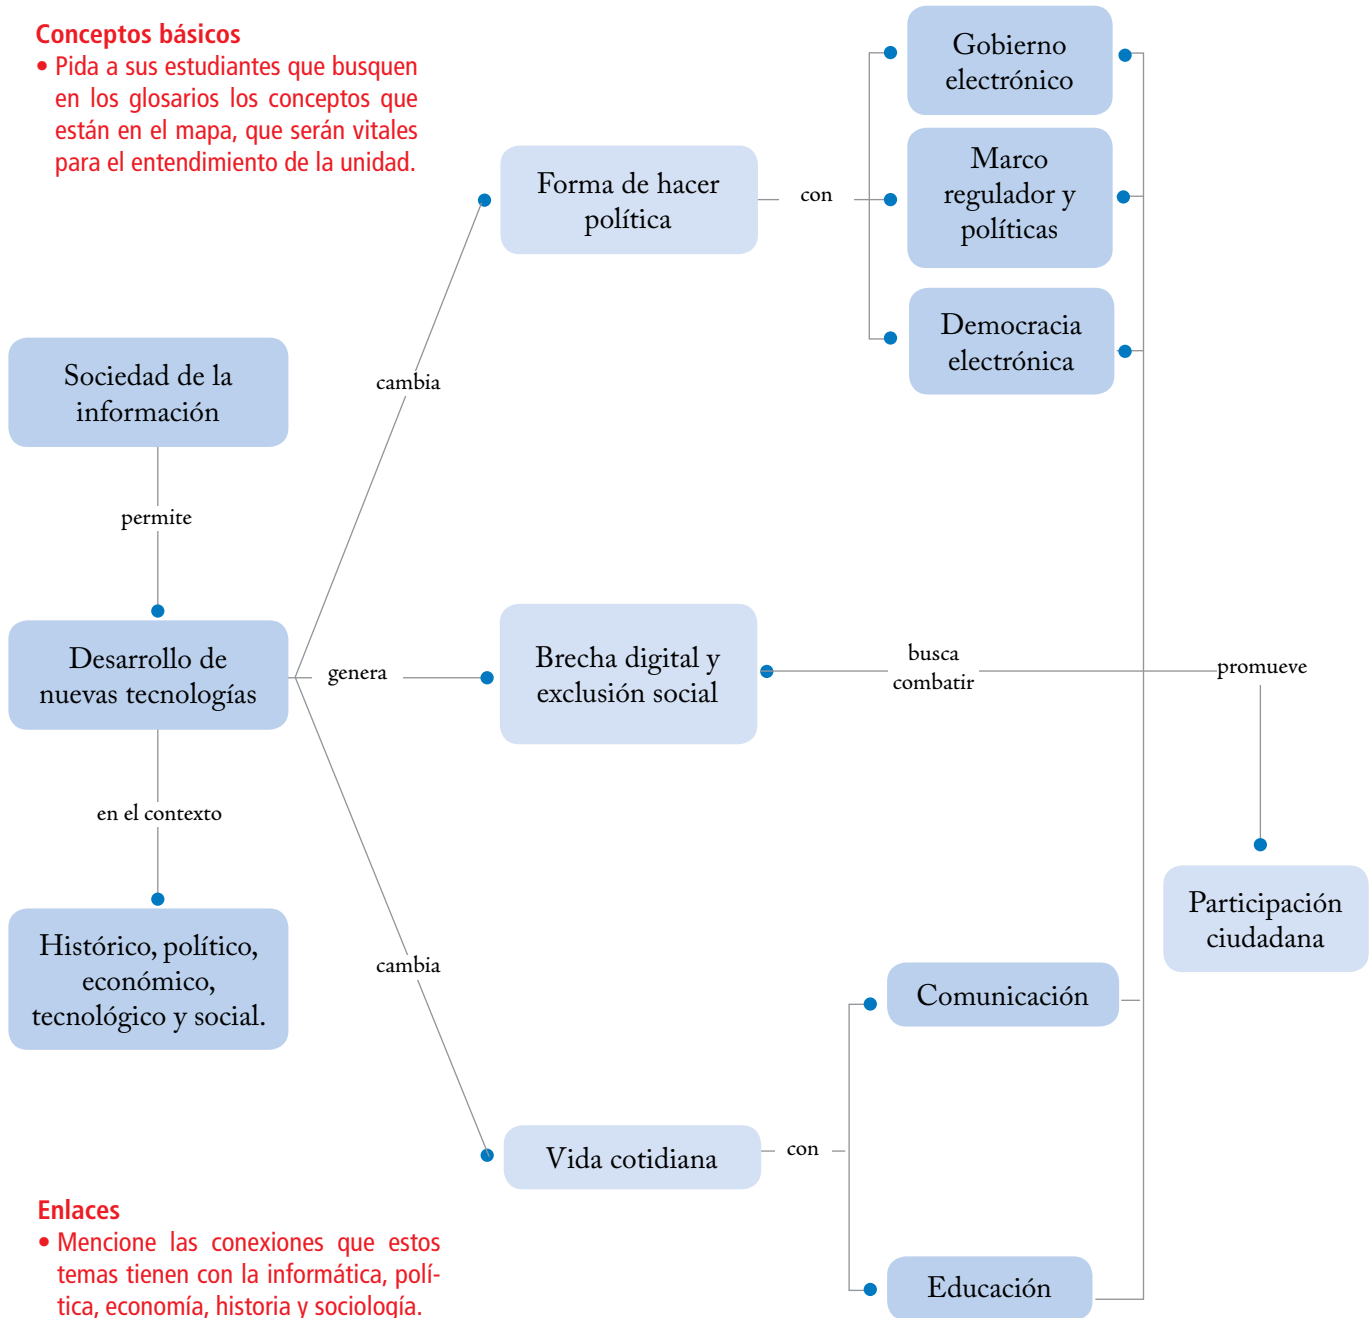 Conceptos básicos
• Pida a sus estudiantes que busquen
en los glosarios los conceptos que
están en el mapa, que serán vitales
para el entendimiento de la unidad.
Sociedad de la
información
permite
Desarrollo de
nuevas tecnologías
en el contexto
Histórico, político,
económico,
tecnológico y social.
cambia
Forma de hacer
política
con
Gobierno
electrónico
Marco
regulador y
políticas
Democracia
electrónica
genera
Brecha digital y
exclusión social
busca
combatir
promueve
Participación
ciudadana
cambia
Vida cotidiana
con
Comunicación
Educación
Enlaces
• Mencione las conexiones que estos
temas tienen con la informática, polí-
tica, economía, historia y sociología.